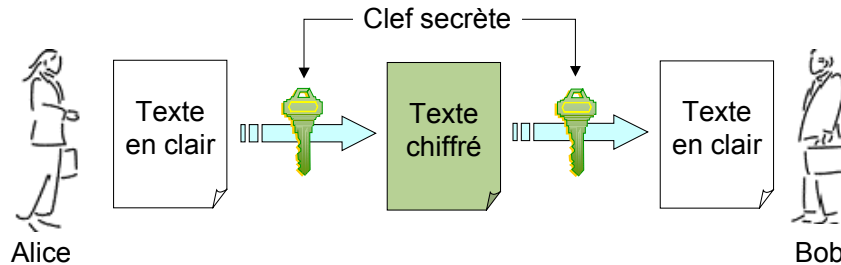 Clef secrète
Texte
en clair
Texte
chiffré
Texte
en clair
Alice
Bob